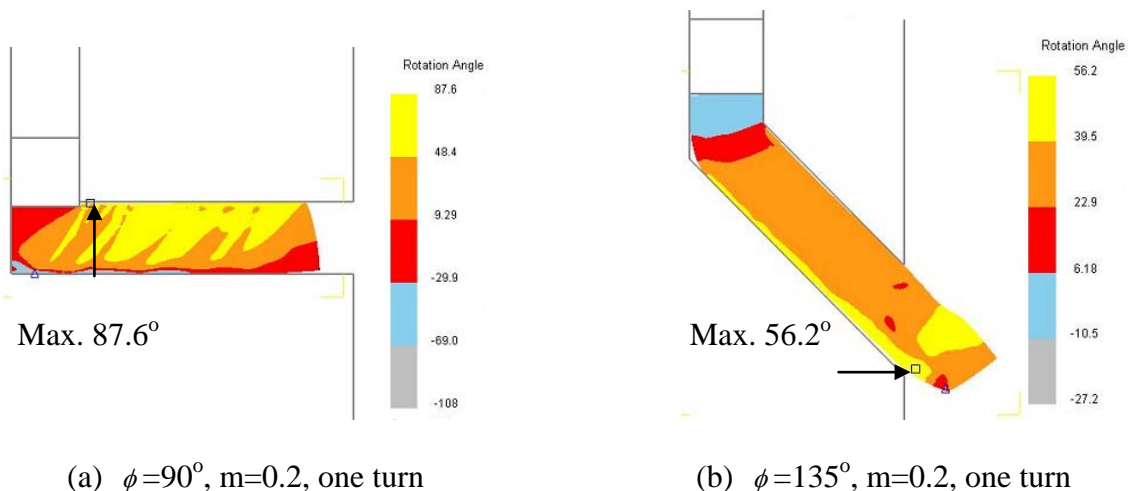 Rotation Angle
87.6
48.4
9.29
-29.9
-69.0
-108
Max. 87.6°
(a) ϕ=90°, m=0.2, one turn
Rotation Angle
56.2
39.5
22.9
6.18
-10.5
-27.2
Max. 56.2°
(b) ϕ=135°, m=0.2, one turn